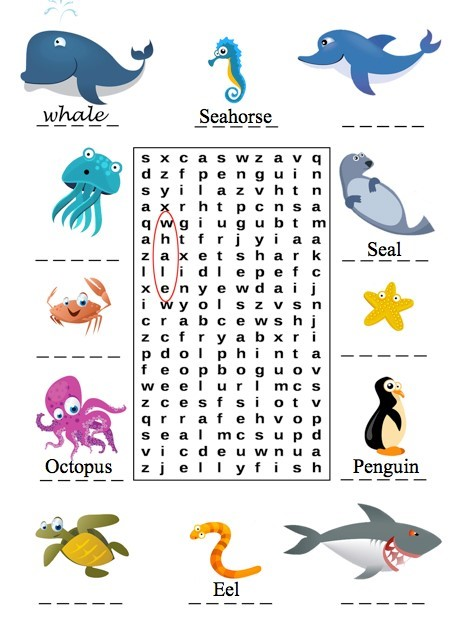 whale
Seahorse
s x c a s w z a v q
d z f p e n g u i n
s y i l a z v h t n
a x r h t p c n s a
q w g i u g u b t m
a h t f r j y i a a
z a x e t s h a r k
l l i d l e p e f c
x e n y e w d a i j
i w y o l s z v s n
c r a b c e w s h j
z c f r y a b x r i
p d o l p h i n t a
f e o p b o g u o v
w e e l u r l m c s
z c e s f s i o t v
q r r a f e h v o p
s e a l m c s u p d
v i c d e u w n u a
z j e l l y f i s h
Seal
Octopus
Penguin
Eel